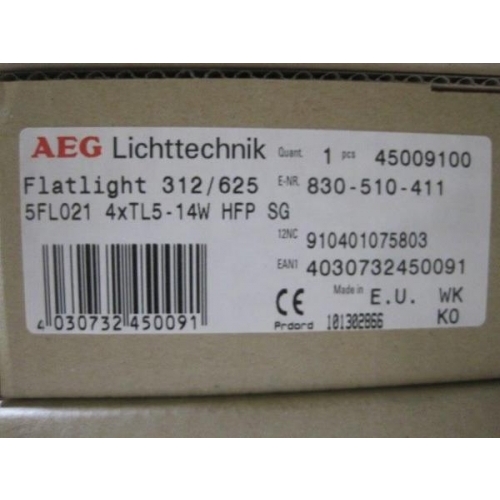 AEG Lichttechnik Quant. 1 pcs 45009100
Flatlight 312/625 E-NR. 830-510-411
5FL021 4xTL5-14W HFP SG
12NC 910401075803
EAN1 4030732450091
CE Made in E.U. WK
4 030732 450091 Prdord 101302866 KO